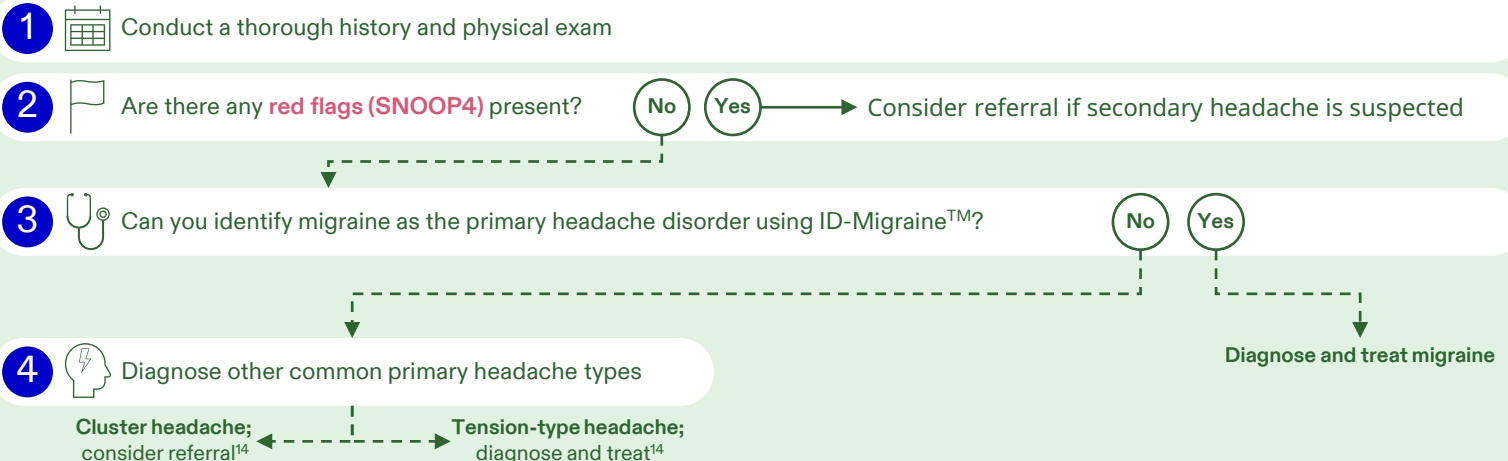 1 Conduct a thorough history and physical exam
2 Are there any red flags (SNOOP4) present? No Yes Consider referral if secondary headache is suspected
3 Can you identify migraine as the primary headache disorder using ID-Migraine™? No Yes
Diagnose and treat migraine
4 Diagnose other common primary headache types
Cluster headache;
consider referral¹⁴
Tension-type headache;
diagnose and treat¹⁴